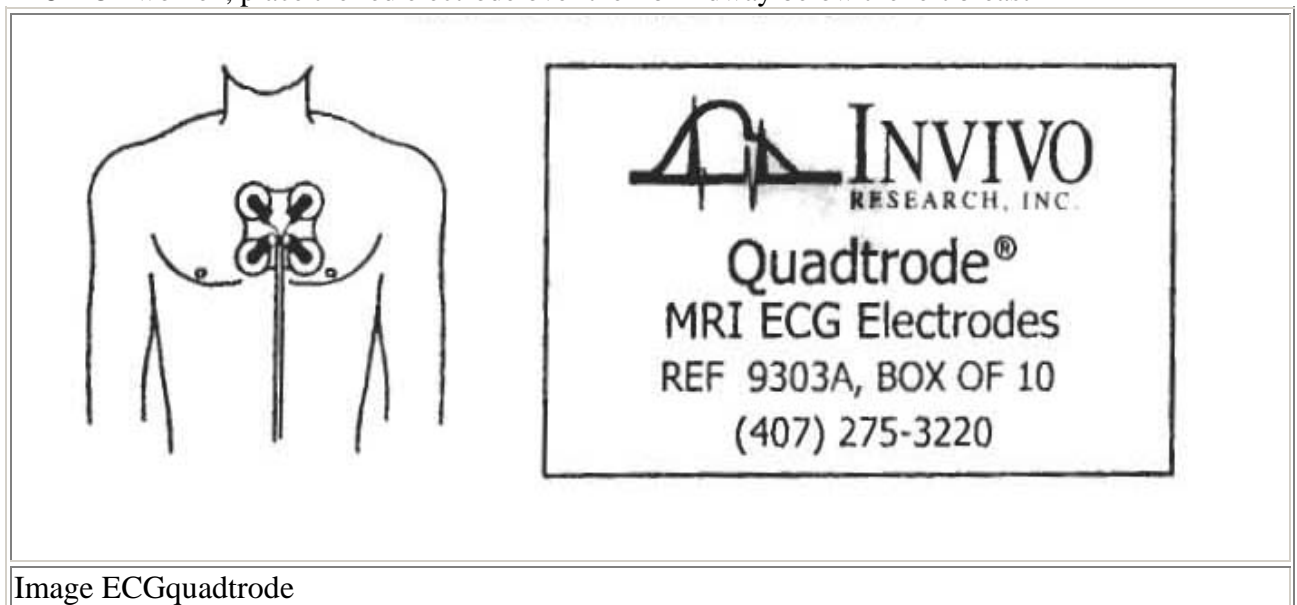 INVIVO
RESEARCH, INC.
Quadtrode®
MRI ECG Electrodes
REF 9303A, BOX OF 10
(407) 275-3220
Image ECGquadtrode